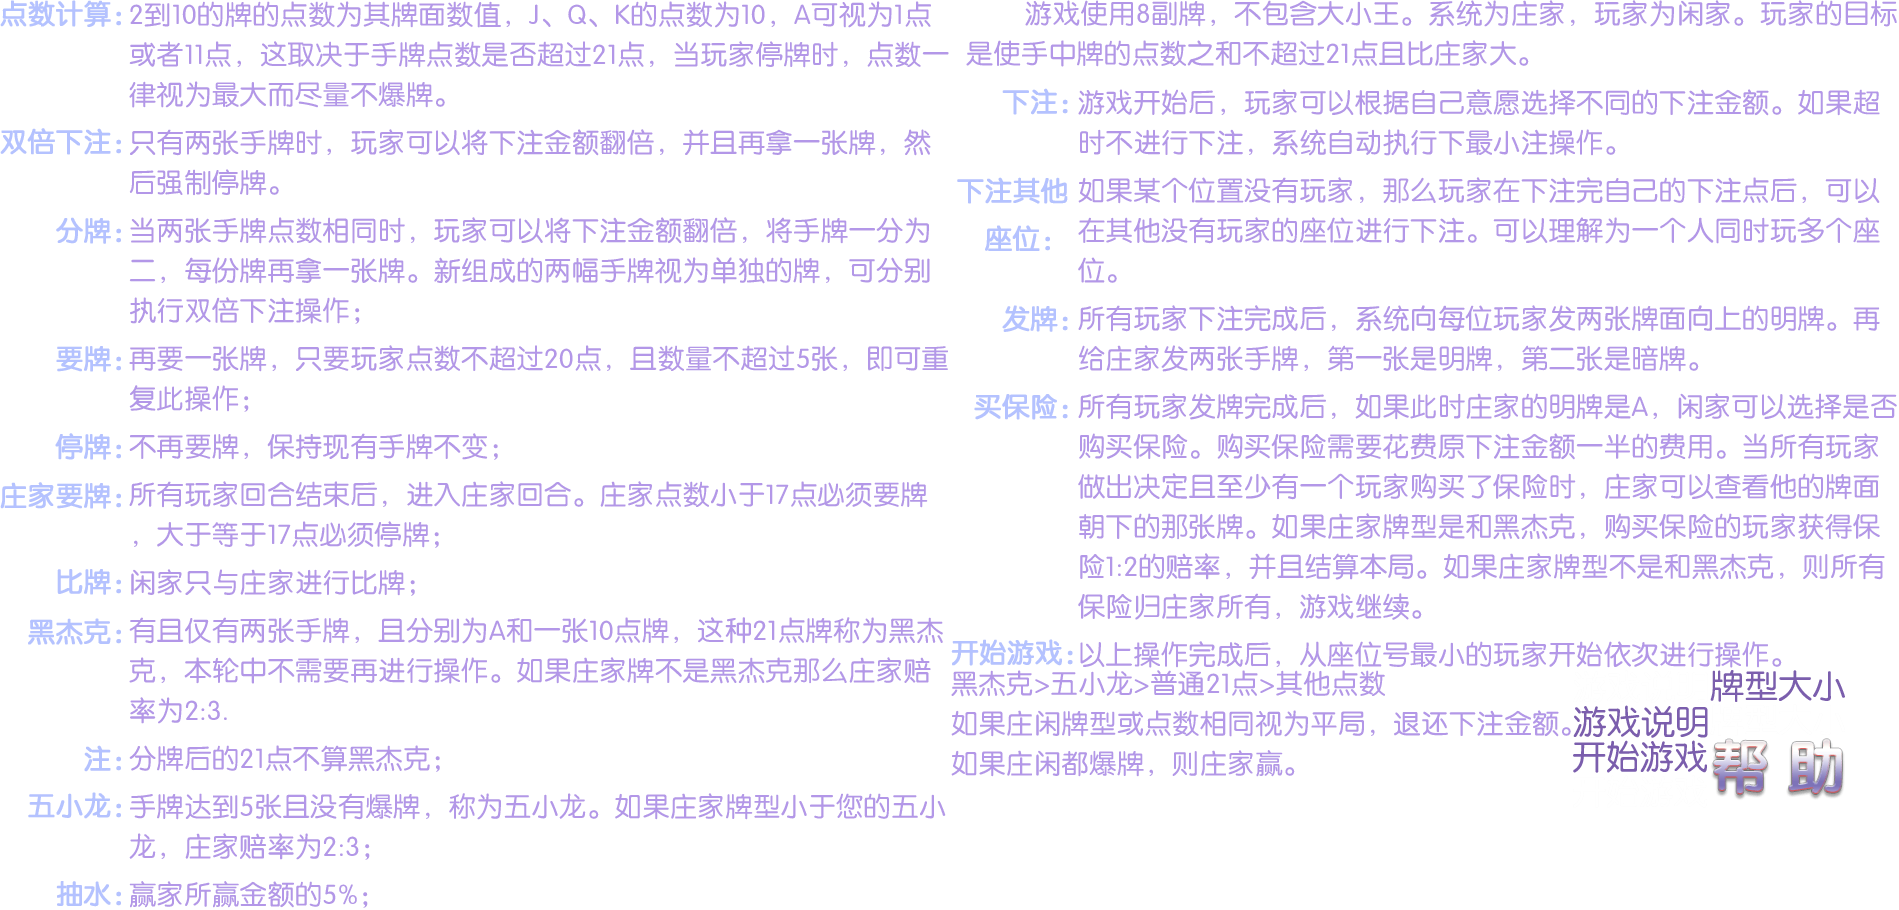 点数计算：2到10的牌的点数为其牌面数值，J、Q、K的点数为10，A可视为1点
或者11点，这取决于手牌点数是否超过21点，当玩家停牌时，点数一
律视为最大而尽量不爆牌。
双倍下注：只有两张手牌时，玩家可以将下注金额翻倍，并且再拿一张牌，然
后强制停牌。
分牌：当两张手牌点数相同时，玩家可以将下注金额翻倍，将手牌一分为
二，每份牌再拿一张牌。新组成的两幅手牌视为单独的牌，可分别
执行双倍下注操作；
要牌：再要一张牌，只要玩家点数不超过20点，且数量不超过5张，即可重
复此操作；
停牌：不再要牌，保持现有手牌不变；
庄家要牌：所有玩家回合结束后，进入庄家回合。庄家点数小于17点必须要牌
，大于等于17点必须停牌；
比牌：闲家只与庄家进行比牌；
黑杰克：有且仅有两张手牌，且分别为A和一张10点牌，这种21点牌称为黑杰
克，本轮中不需要再进行操作。如果庄家牌不是黑杰克那么庄家赔
率为2:3.
注：分牌后的21点不算黑杰克；
五小龙：手牌达到5张且没有爆牌，称为五小龙。如果庄家牌型小于您的五小
龙，庄家赔率为2:3；
抽水：赢家所赢金额的5%；
游戏使用8副牌，不包含大小王。系统为庄家，玩家为闲家。玩家的目标
是使手中牌的点数之和不超过21点且比庄家大。
下注：游戏开始后，玩家可以根据自己意愿选择不同的下注金额。如果超
时不进行下注，系统自动执行下最小注操作。
下注其他 如果某个位置没有玩家，那么玩家在下注完自己的下注点后，可以
座位： 在其他没有玩家的座位进行下注。可以理解为一个人同时玩多个座
位。
发牌：所有玩家下注完成后，系统向每位玩家发两张牌面向上的明牌。再
给庄家发两张手牌，第一张是明牌，第二张是暗牌。
买保险：所有玩家发牌完成后，如果此时庄家的明牌是A，闲家可以选择是否
购买保险。购买保险需要花费原下注金额一半的费用。当所有玩家
做出决定且至少有一个玩家购买了保险时，庄家可以查看他的牌面
朝下的那张牌。如果庄家牌型是和黑杰克，购买保险的玩家获得保
险1:2的赔率，并且结算本局。如果庄家牌型不是和黑杰克，则所有
保险归庄家所有，游戏继续。
开始游戏：以上操作完成后，从座位号最小的玩家开始依次进行操作。
黑杰克>五小龙>普通21点>其他点数
如果庄闲牌型或点数相同视为平局，退还下注金额。
如果庄闲都爆牌，则庄家赢。
牌型大小
游戏说明
开始游戏
帮 助